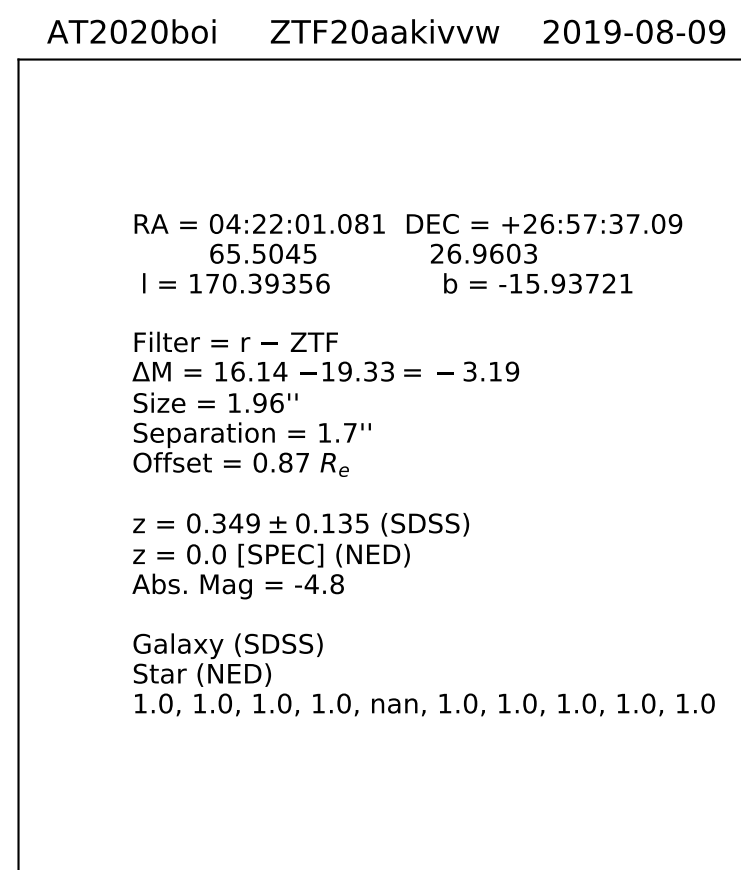 AT2020boi ZTF20aakivvw 2019-08-09
RA = 04:22:01.081 DEC = +26:57:37.09
65.5045 26.9603
l = 170.39356 b = -15.93721
Filter = r − ZTF
ΔM = 16.14 −19.33 = − 3.19
Size = 1.96''
Separation = 1.7''
Offset = 0.87 Rₑ
z = 0.349 ± 0.135 (SDSS)
z = 0.0 [SPEC] (NED)
Abs. Mag = -4.8
Galaxy (SDSS)
Star (NED)
1.0, 1.0, 1.0, 1.0, nan, 1.0, 1.0, 1.0, 1.0, 1.0